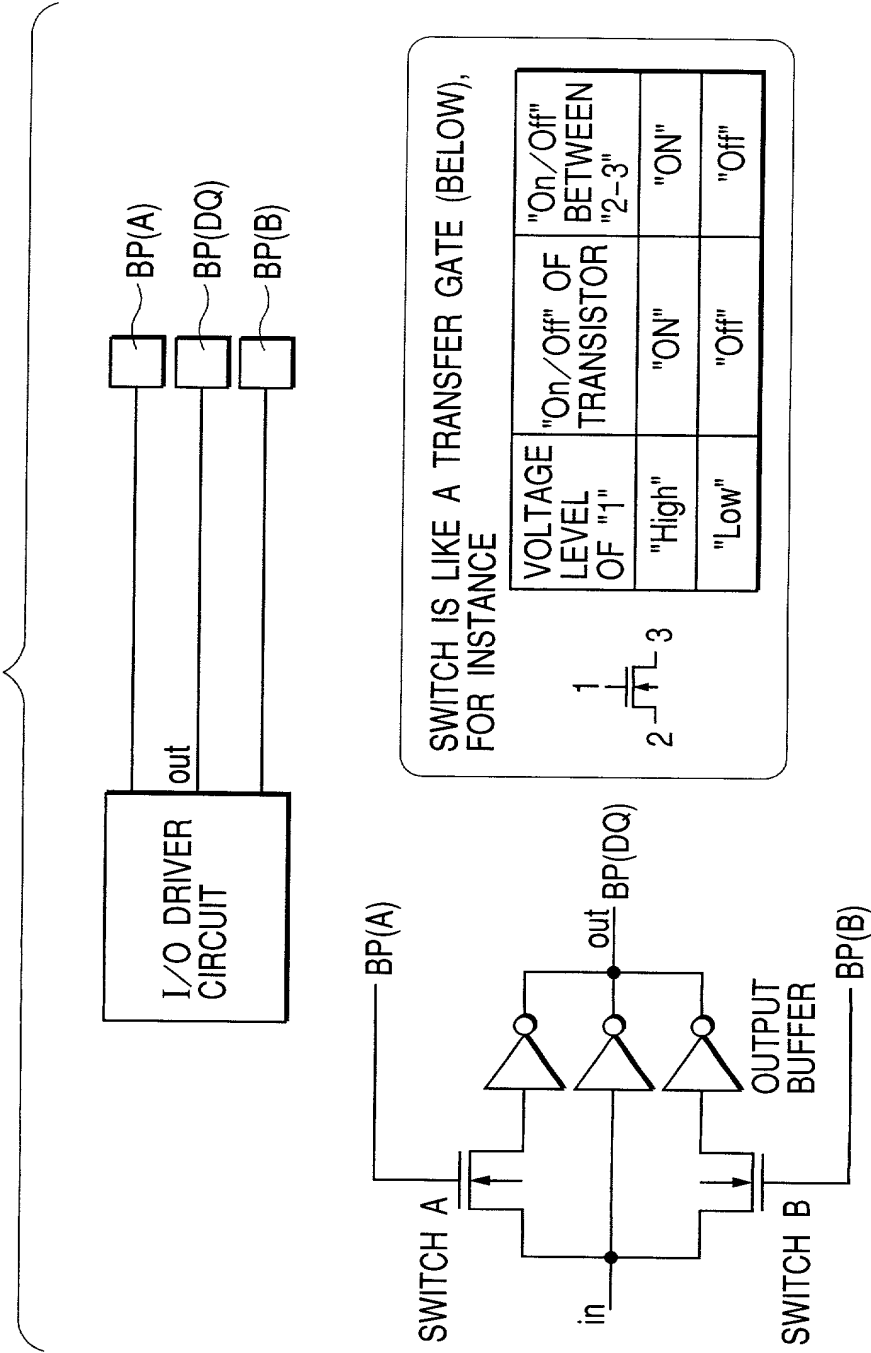 I/O DRIVER
CIRCUIT
out
BP(A)
BP(DQ)
BP(B)
BP(A)
SWITCH A
in
out
BP(DQ)
OUTPUT
BUFFER
SWITCH B
BP(B)
SWITCH IS LIKE A TRANSFER GATE (BELOW),
FOR INSTANCE
1
2
3
VOLTAGE
LEVEL
OF "1"
"On/Off" OF
TRANSISTOR
"On/Off"
BETWEEN
"2-3"
"High"
"ON"
"ON"
"Low"
"Off"
"Off"